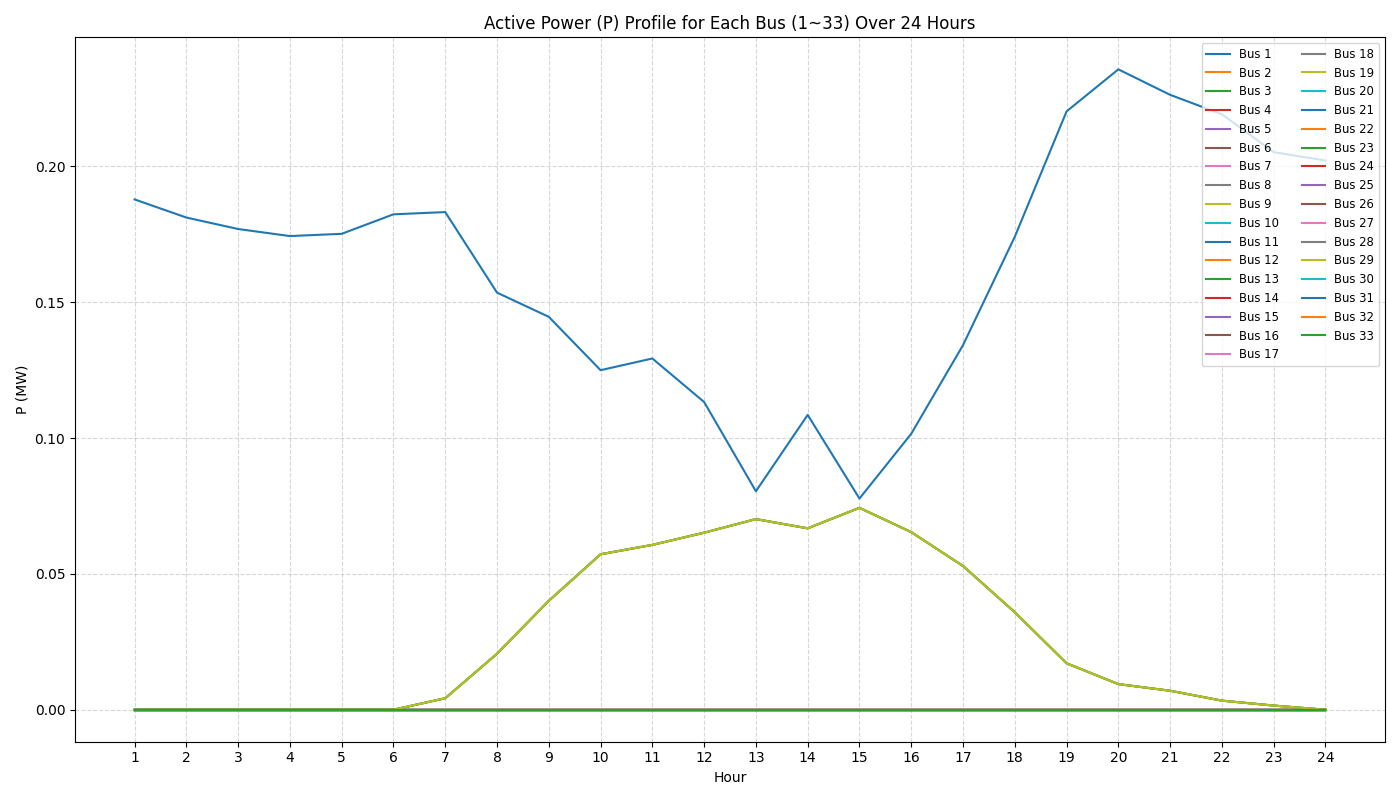 Active Power (P) Profile for Each Bus (1~33) Over 24 Hours
P (MW)
0.20
0.15
0.10
0.05
0.00
1 2 3 4 5 6 7 8 9 10 11 12 13 14 15 16 17 18 19 20 21 22 23 24
Hour
Bus 1
Bus 2
Bus 3
Bus 4
Bus 5
Bus 6
Bus 7
Bus 8
Bus 9
Bus 10
Bus 11
Bus 12
Bus 13
Bus 14
Bus 15
Bus 16
Bus 17
Bus 18
Bus 19
Bus 20
Bus 21
Bus 22
Bus 23
Bus 24
Bus 25
Bus 26
Bus 27
Bus 28
Bus 29
Bus 30
Bus 31
Bus 32
Bus 33